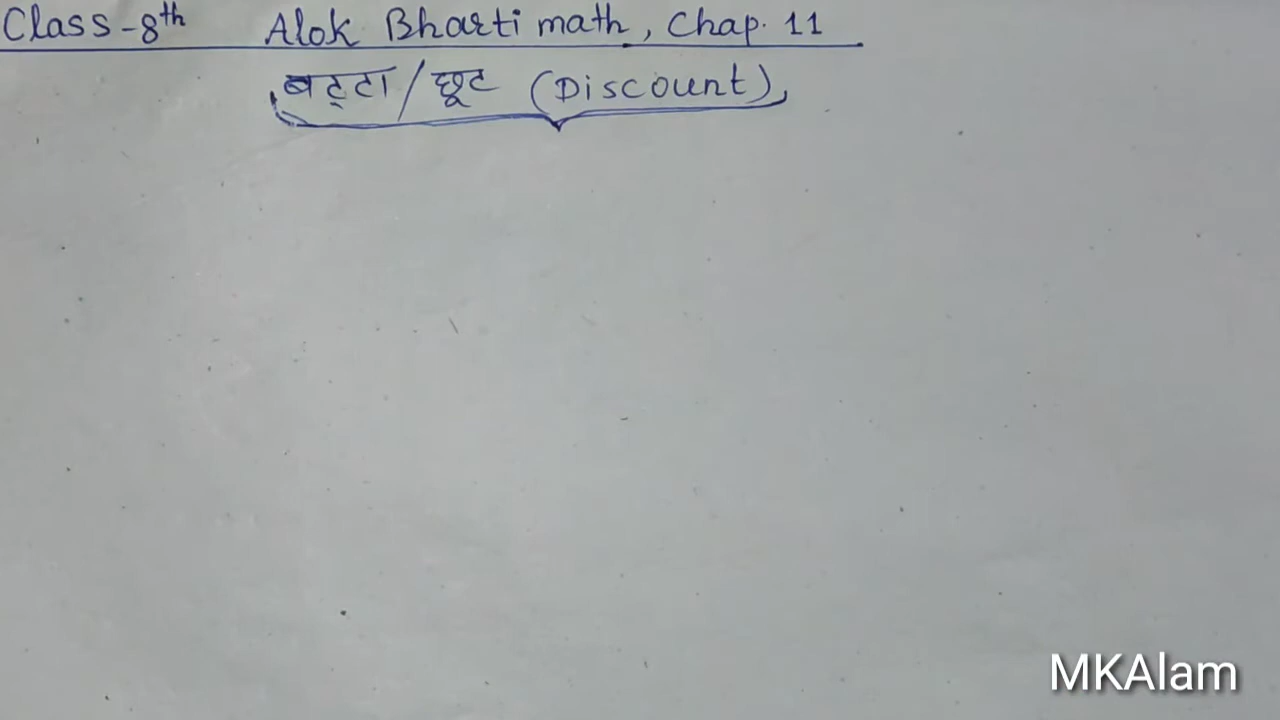 Class-8th Alok Bharti math, Chap. 11
बट्टा/छूट (Discount)
MKAlam